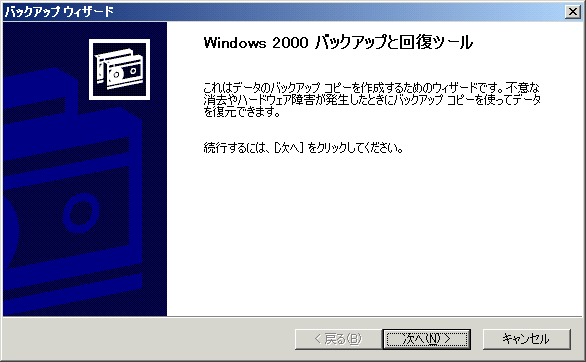 バックアップ ウィザード
Windows 2000 バックアップと回復ツール
これはデータのバックアップ コピーを作成するためのウィザードです。不意な
消去やハードウェア障害が発生したときにバックアップ コピーを使ってデータ
を復元できます。
続行するには、[次へ] をクリックしてください。
< 戻る(B)
次へ(N) >
キャンセル